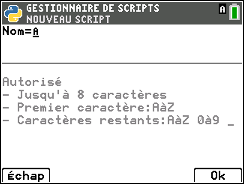 GESTIONNAIRE DE SCRIPTS
NOUVEAU SCRIPT
A
Nom=A
Autorisé
- Jusqu'à 8 caractères
- Premier caractère:AàZ
- Caractères restants:AàZ 0à9 _
Échap
Ok